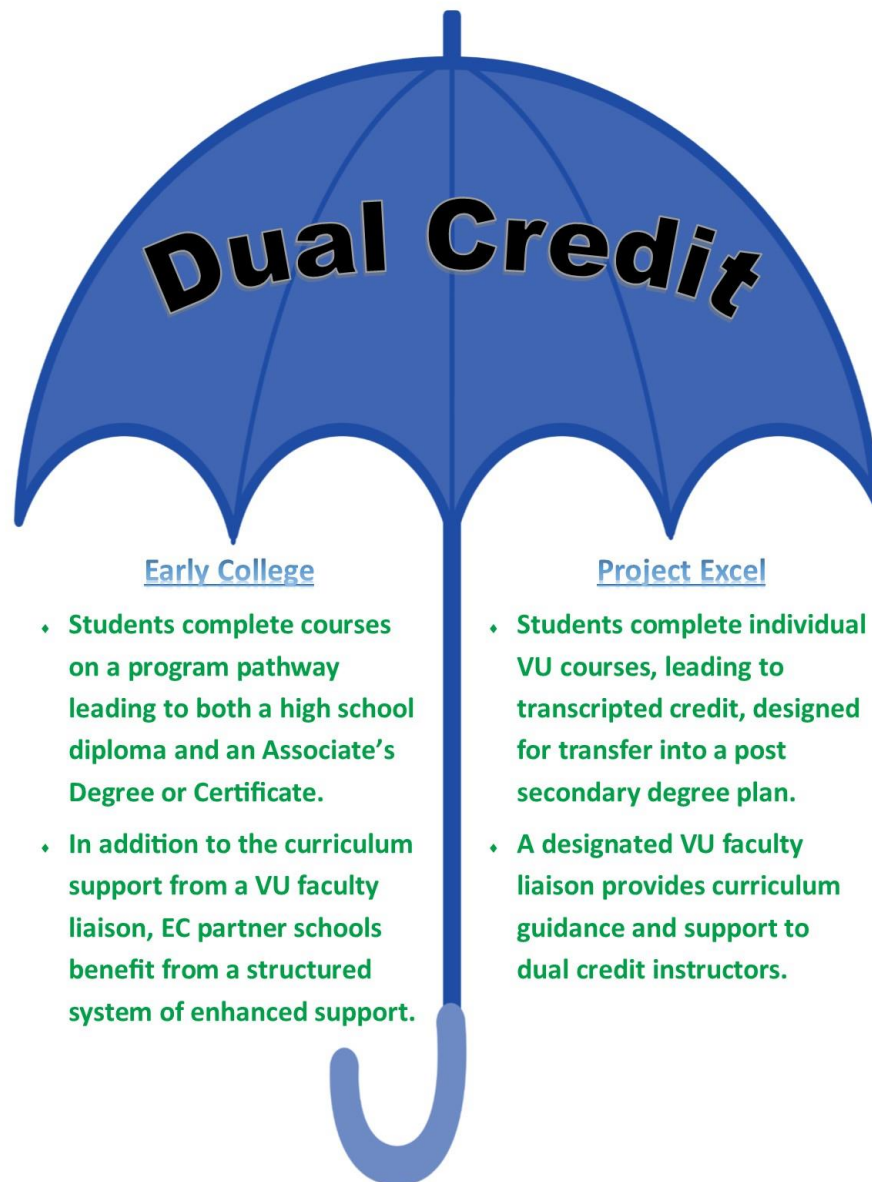 Dual Credit
Early College
⬧ Students complete courses
on a program pathway
leading to both a high school
diploma and an Associate’s
Degree or Certificate.
⬧ In addition to the curriculum
support from a VU faculty
liaison, EC partner schools
benefit from a structured
system of enhanced support.
Project Excel
⬧ Students complete individual
VU courses, leading to
transcripted credit, designed
for transfer into a post
secondary degree plan.
⬧ A designated VU faculty
liaison provides curriculum
guidance and support to
dual credit instructors.